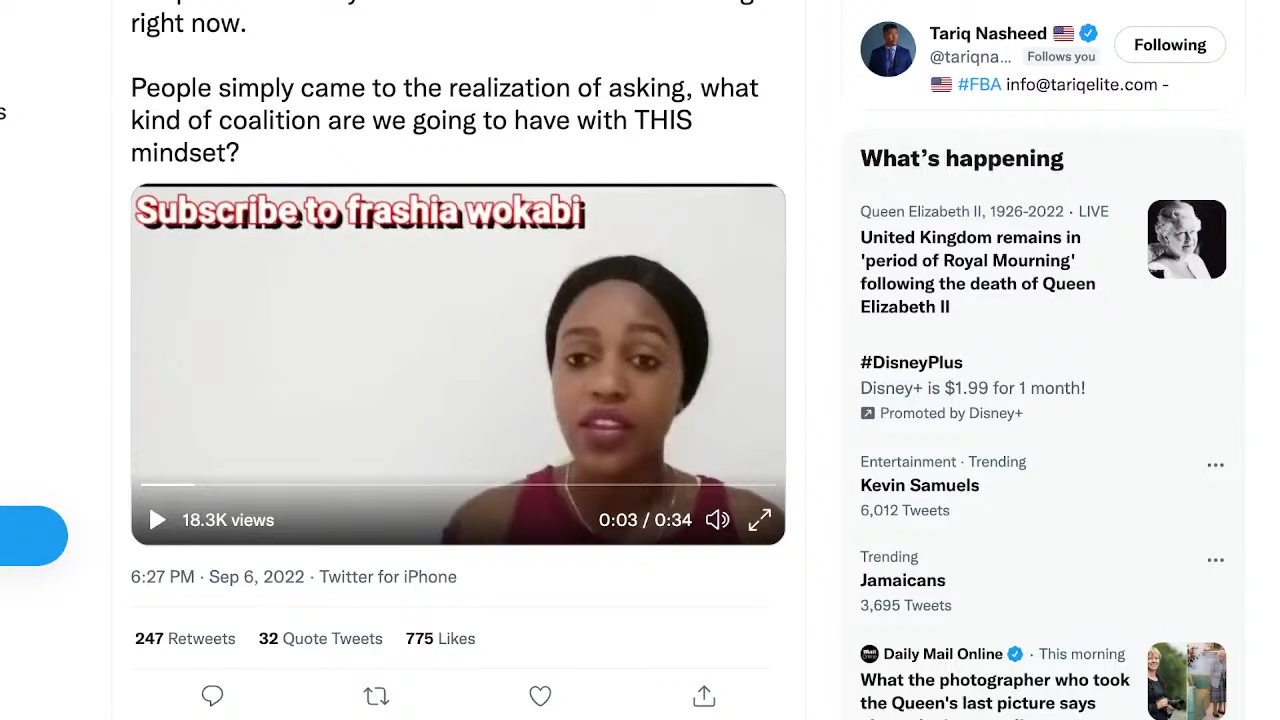 right now.
People simply came to the realization of asking, what
kind of coalition are we going to have with THIS
mindset?
Subscribe to frashia wokabi
18.3K views
0:03 / 0:34
6:27 PM · Sep 6, 2022 · Twitter for iPhone
247 Retweets 32 Quote Tweets 775 Likes
Tariq Nasheed
@tariqna... Follows you
Following
#FBA info@tariqelite.com -
What's happening
Queen Elizabeth II, 1926-2022 · LIVE
United Kingdom remains in
'period of Royal Mourning'
following the death of Queen
Elizabeth II
#DisneyPlus
Disney+ is $1.99 for 1 month!
Promoted by Disney+
Entertainment · Trending
Kevin Samuels
6,012 Tweets
Trending
Jamaicans
3,695 Tweets
Daily Mail Online · This morning
What the photographer who took
the Queen's last picture says